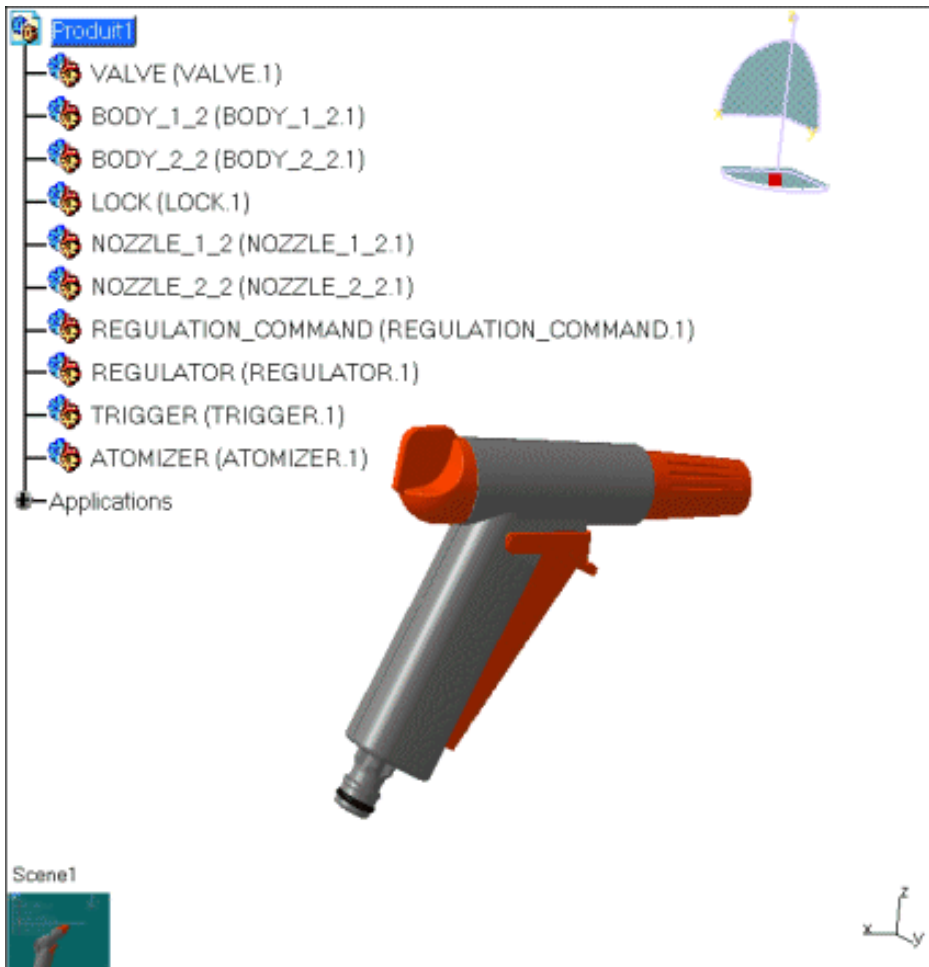 Produit1
VALVE (VALVE.1)
BODY_1_2 (BODY_1_2.1)
BODY_2_2 (BODY_2_2.1)
LOCK (LOCK.1)
NOZZLE_1_2 (NOZZLE_1_2.1)
NOZZLE_2_2 (NOZZLE_2_2.1)
REGULATION_COMMAND (REGULATION_COMMAND.1)
REGULATOR (REGULATOR.1)
TRIGGER (TRIGGER.1)
ATOMIZER (ATOMIZER.1)
Applications
Scene1
z
x
y